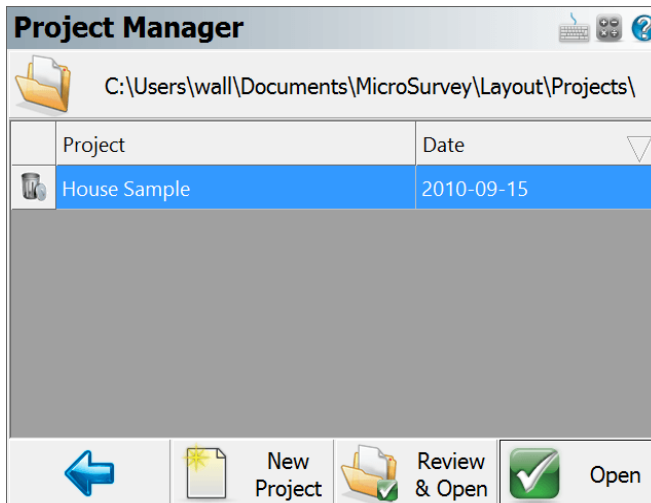 Project Manager
C:\Users\wall\Documents\MicroSurvey\Layout\Projects\
Project Date
House Sample 2010-09-15
New Project
Review & Open
Open